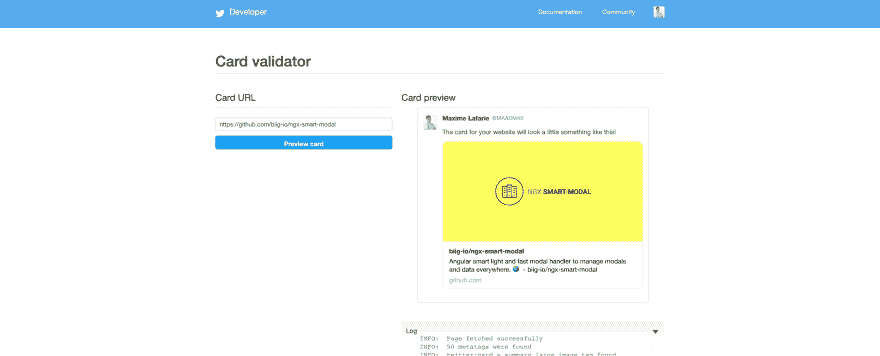 Developer
Documentation
Community
Card validator
Card URL
https://github.com/biig-io/ngx-smart-modal
Preview card
Card preview
Maxime Lafarie @MAADMiiX
The card for your website will look a little something like this!
NGX SMART-MODAL
biig-io/ngx-smart-modal
Angular smart light and fast modal handler to manage modals
and data everywhere. - biig-io/ngx-smart-modal
github.com
Log
INFO: Page fetched successfully
INFO: 50 metatags were found
INFO: twitter:card = summary_large_image tag found